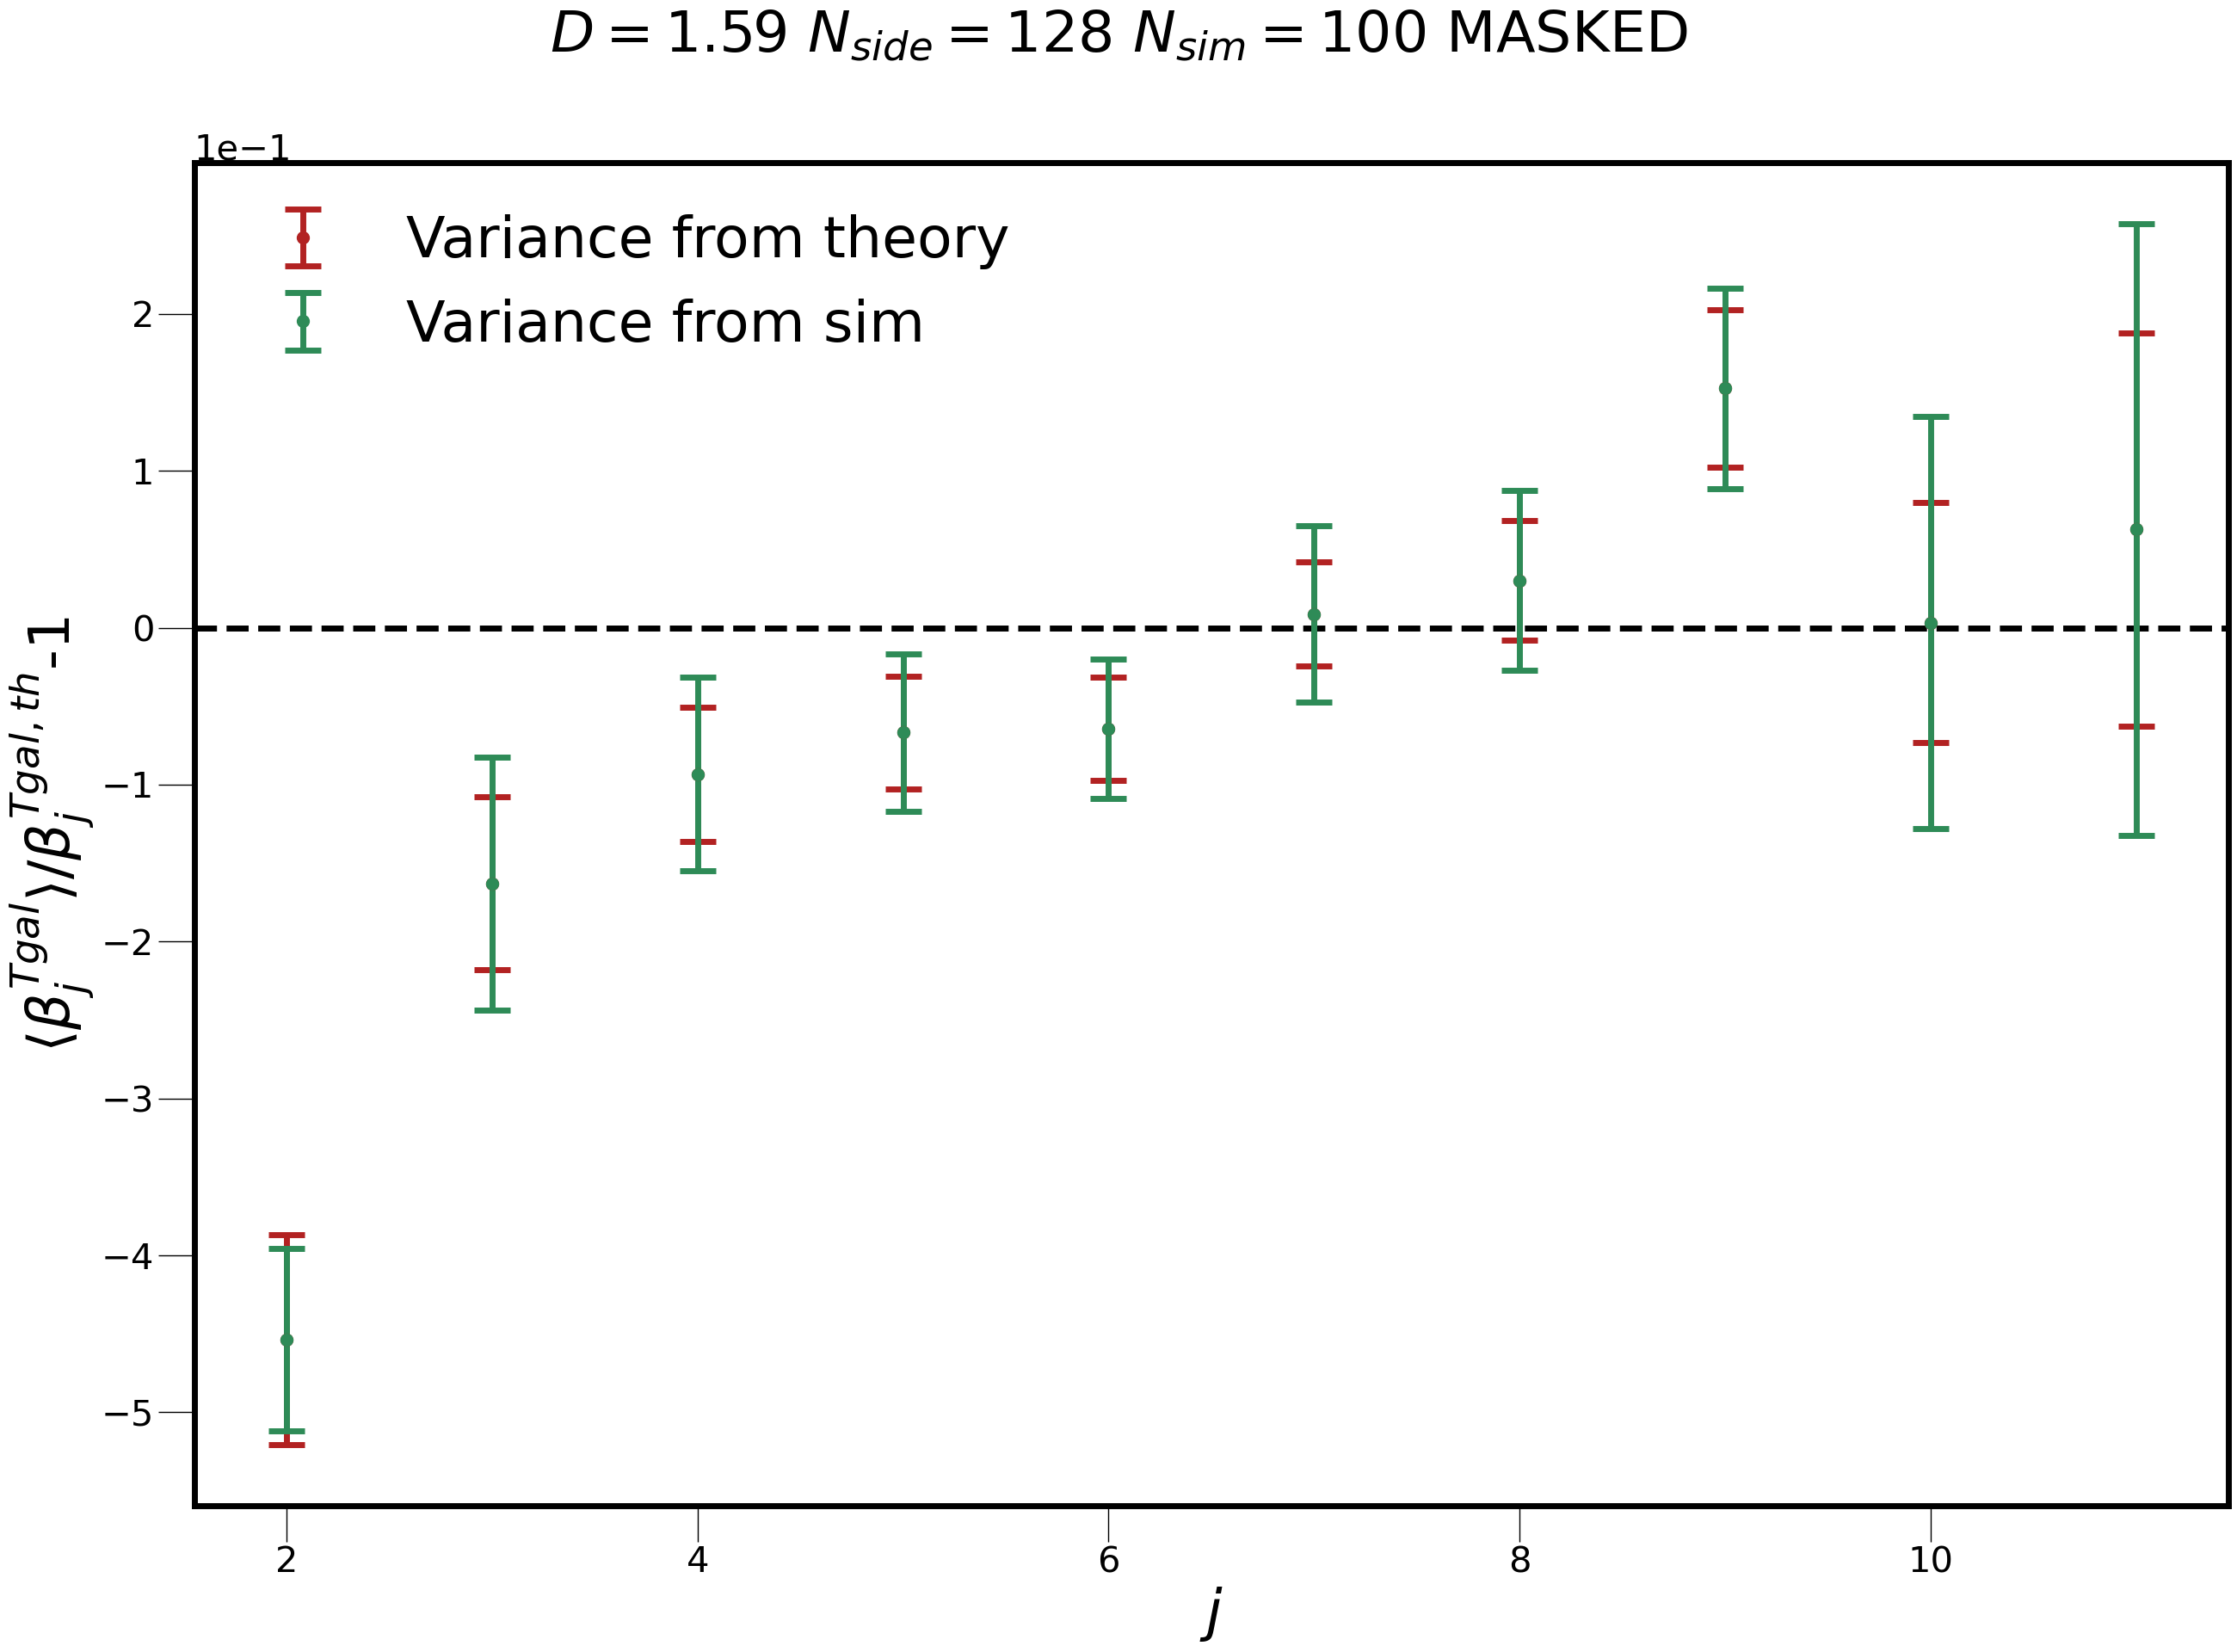 D = 1.59 N_side = 128 N_sim = 100 MASKED
1e−1
Variance from theory
Variance from sim
2
1
0
−1
−2
−3
−4
−5
⟨β_j^Tgal⟩/β_j^Tgal,th-1
2 4 6 8 10
j